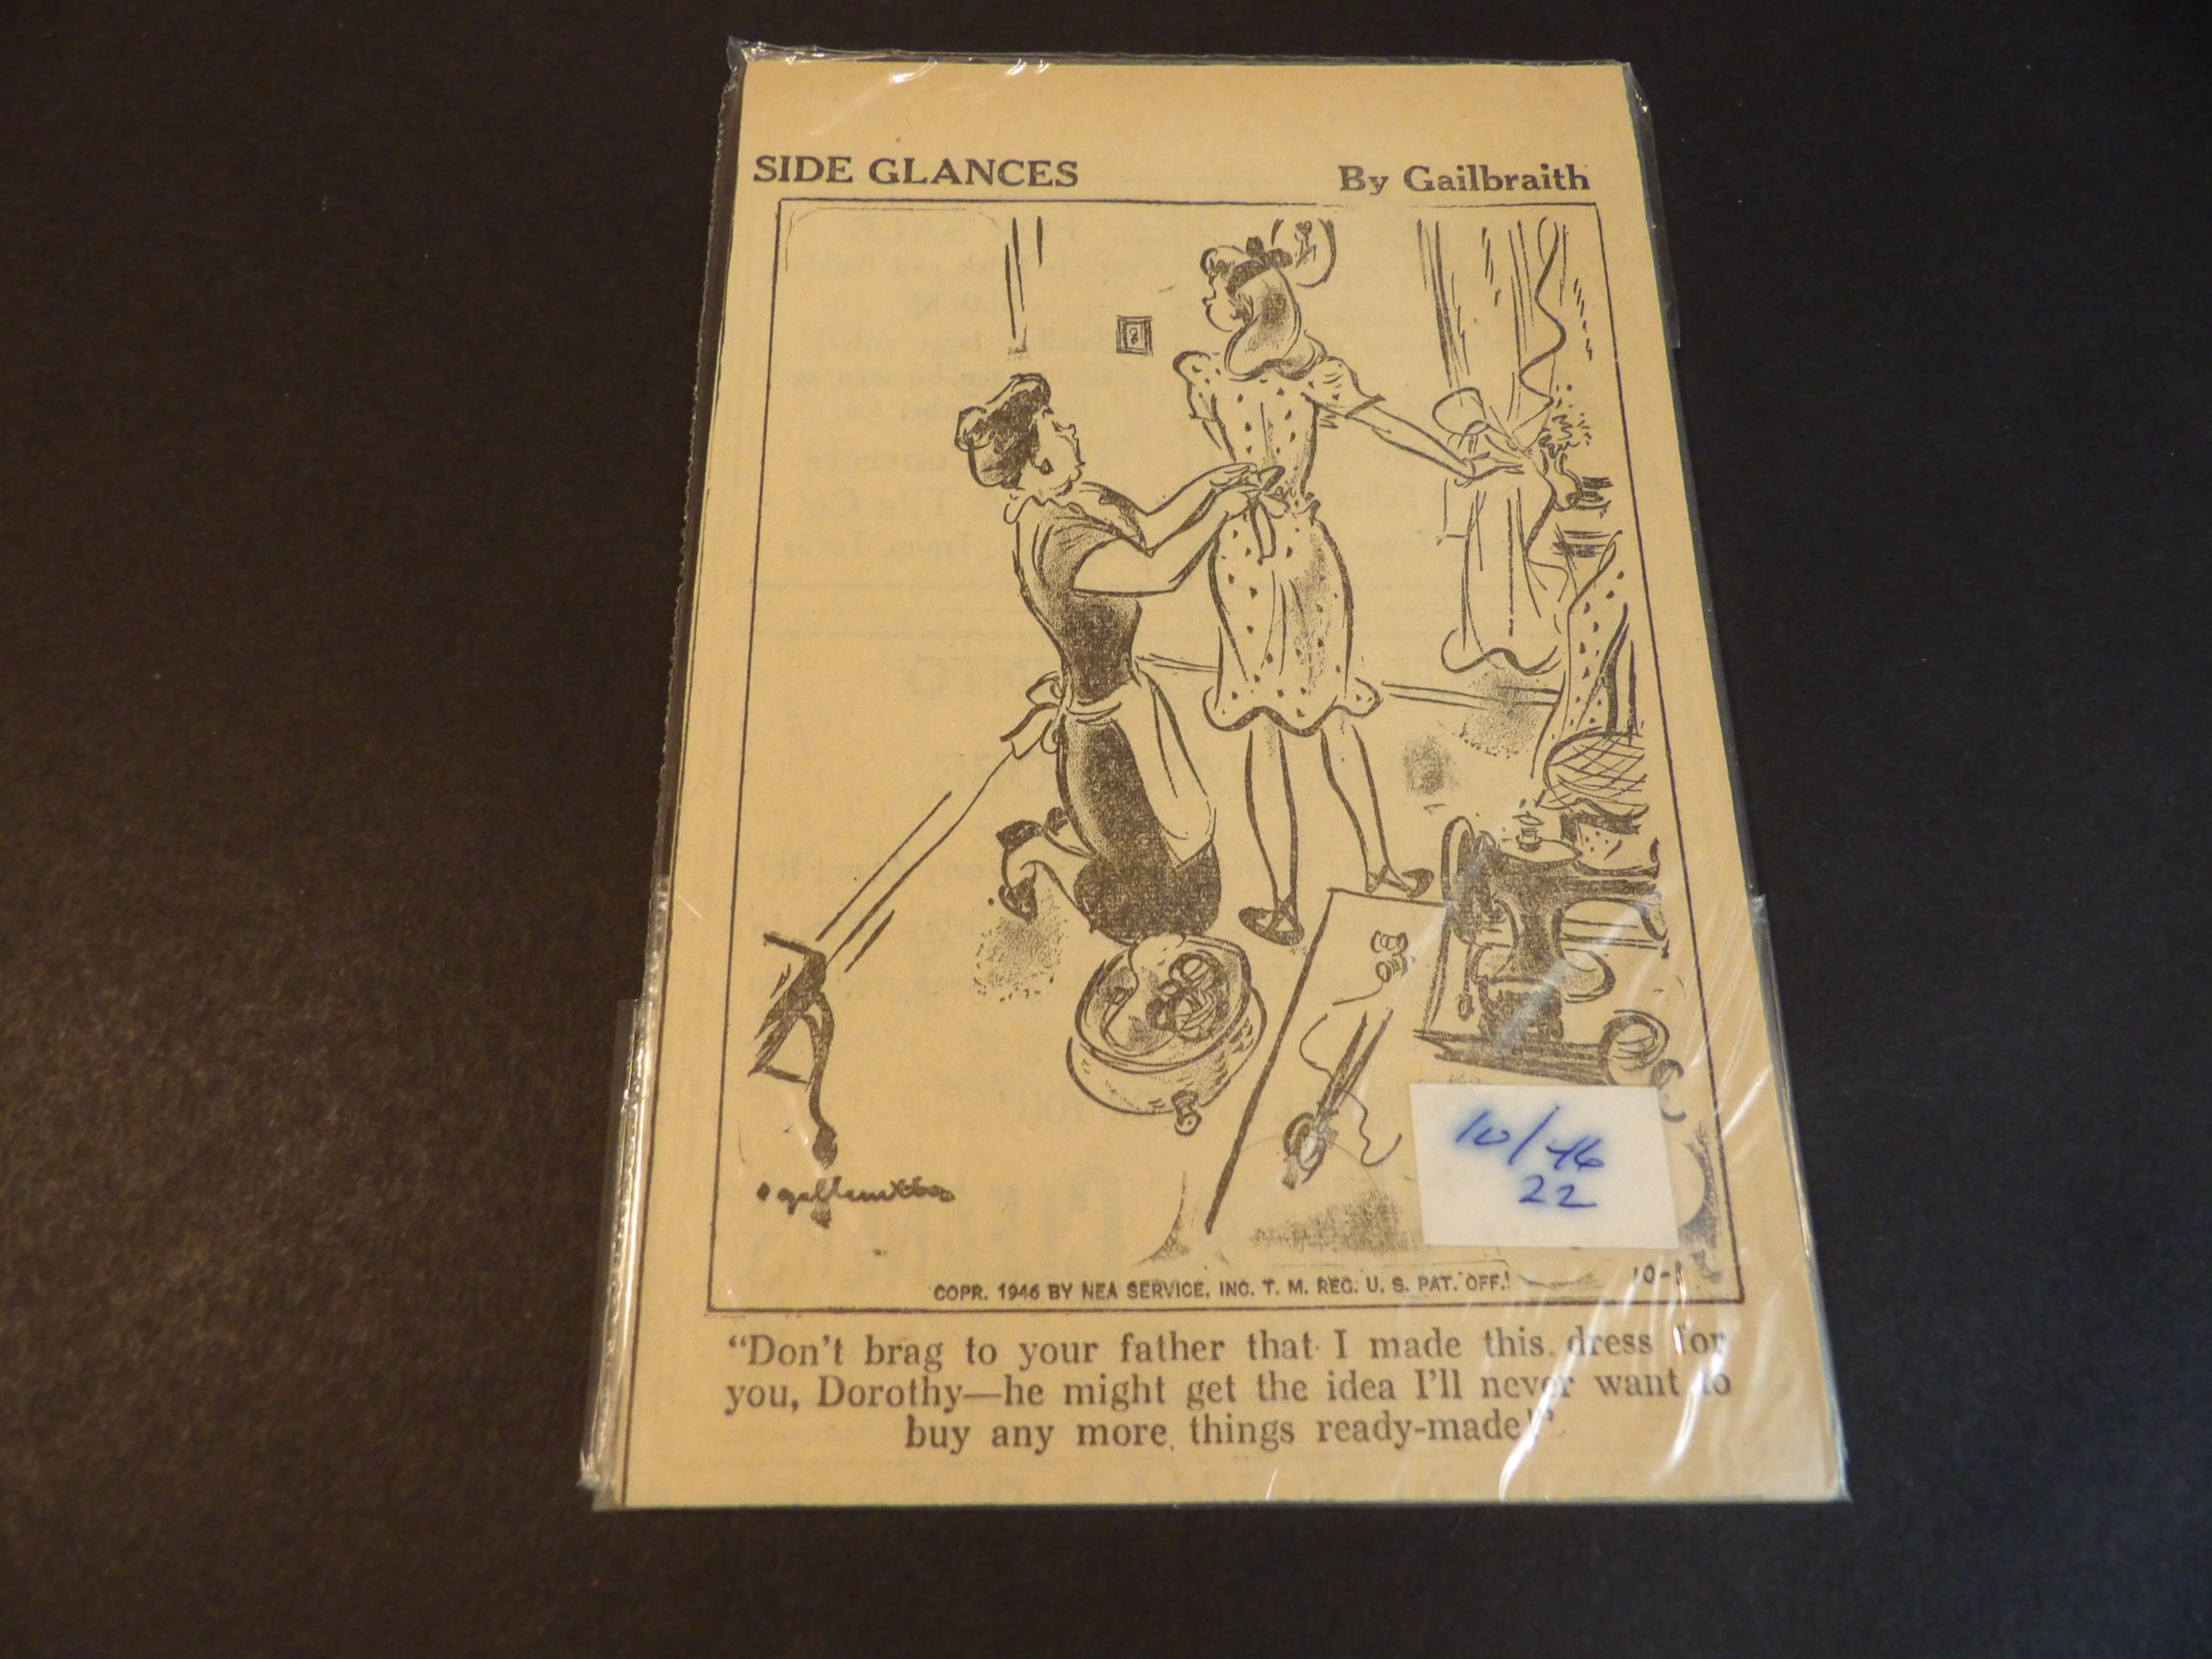 SIDE GLANCES By Gailbraith
10/46
22
COPR. 1946 BY NEA SERVICE, INC. T. M. REG. U. S. PAT. OFF. 10-1
“Don't brag to your father that I made this dress for
you, Dorothy—he might get the idea I'll never want to
buy any more things ready-made!”